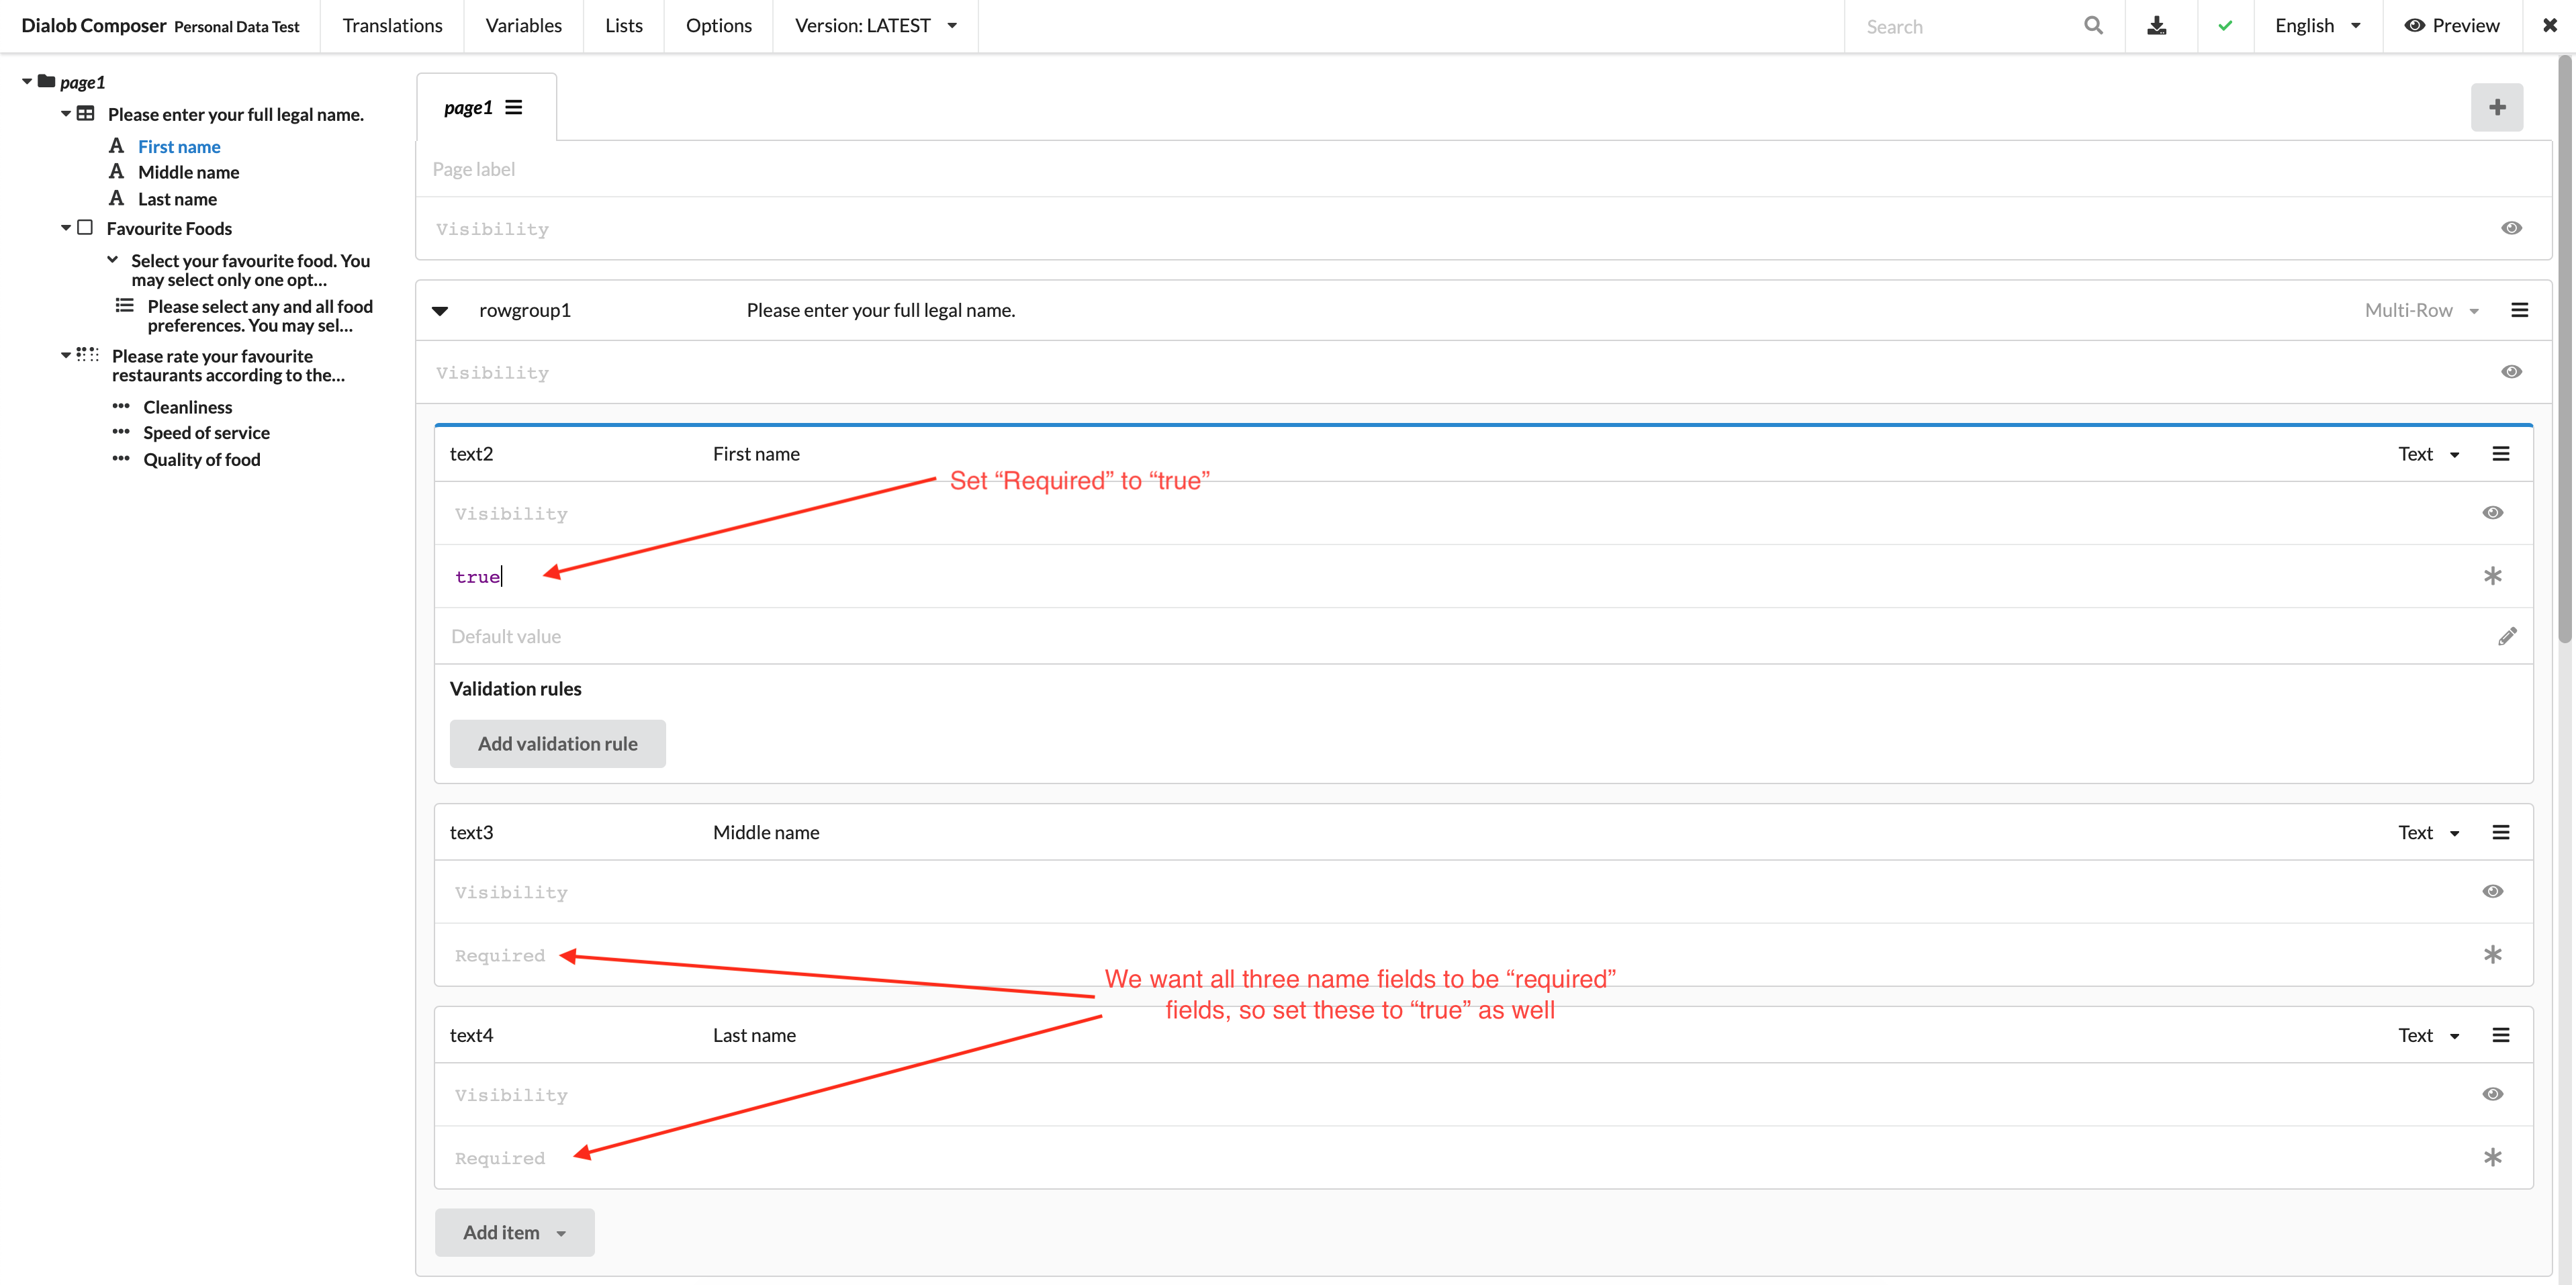 Dialob Composer Personal Data Test Translations Variables Lists Options Version: LATEST Search English Preview
page1
Please enter your full legal name.
First name
Middle name
Last name
Favourite Foods
Select your favourite food. You
may select only one opt...
Please select any and all food
preferences. You may sel...
Please rate your favourite
restaurants according to the...
Cleanliness
Speed of service
Quality of food
page1
Page label
Visibility
rowgroup1 Please enter your full legal name. Multi-Row
Visibility
text2 First name Text
Set “Required” to “true”
Visibility
true
Default value
Validation rules
Add validation rule
text3 Middle name Text
Visibility
Required
We want all three name fields to be “required”
fields, so set these to “true” as well
text4 Last name Text
Visibility
Required
Add item